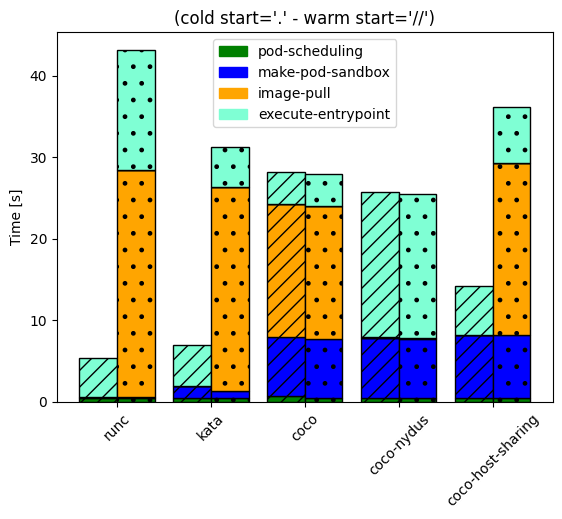 (cold start='.' - warm start='//')
pod-scheduling
make-pod-sandbox
image-pull
execute-entrypoint
Time [s]
40
30
20
10
0
runc
kata
coco
coco-nydus
coco-host-sharing